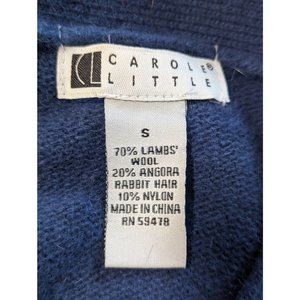 CAROLE®
LITTLE
S
70% LAMBS'
WOOL
20% ANGORA
RABBIT HAIR
10% NYLON
MADE IN CHINA
RN 59478